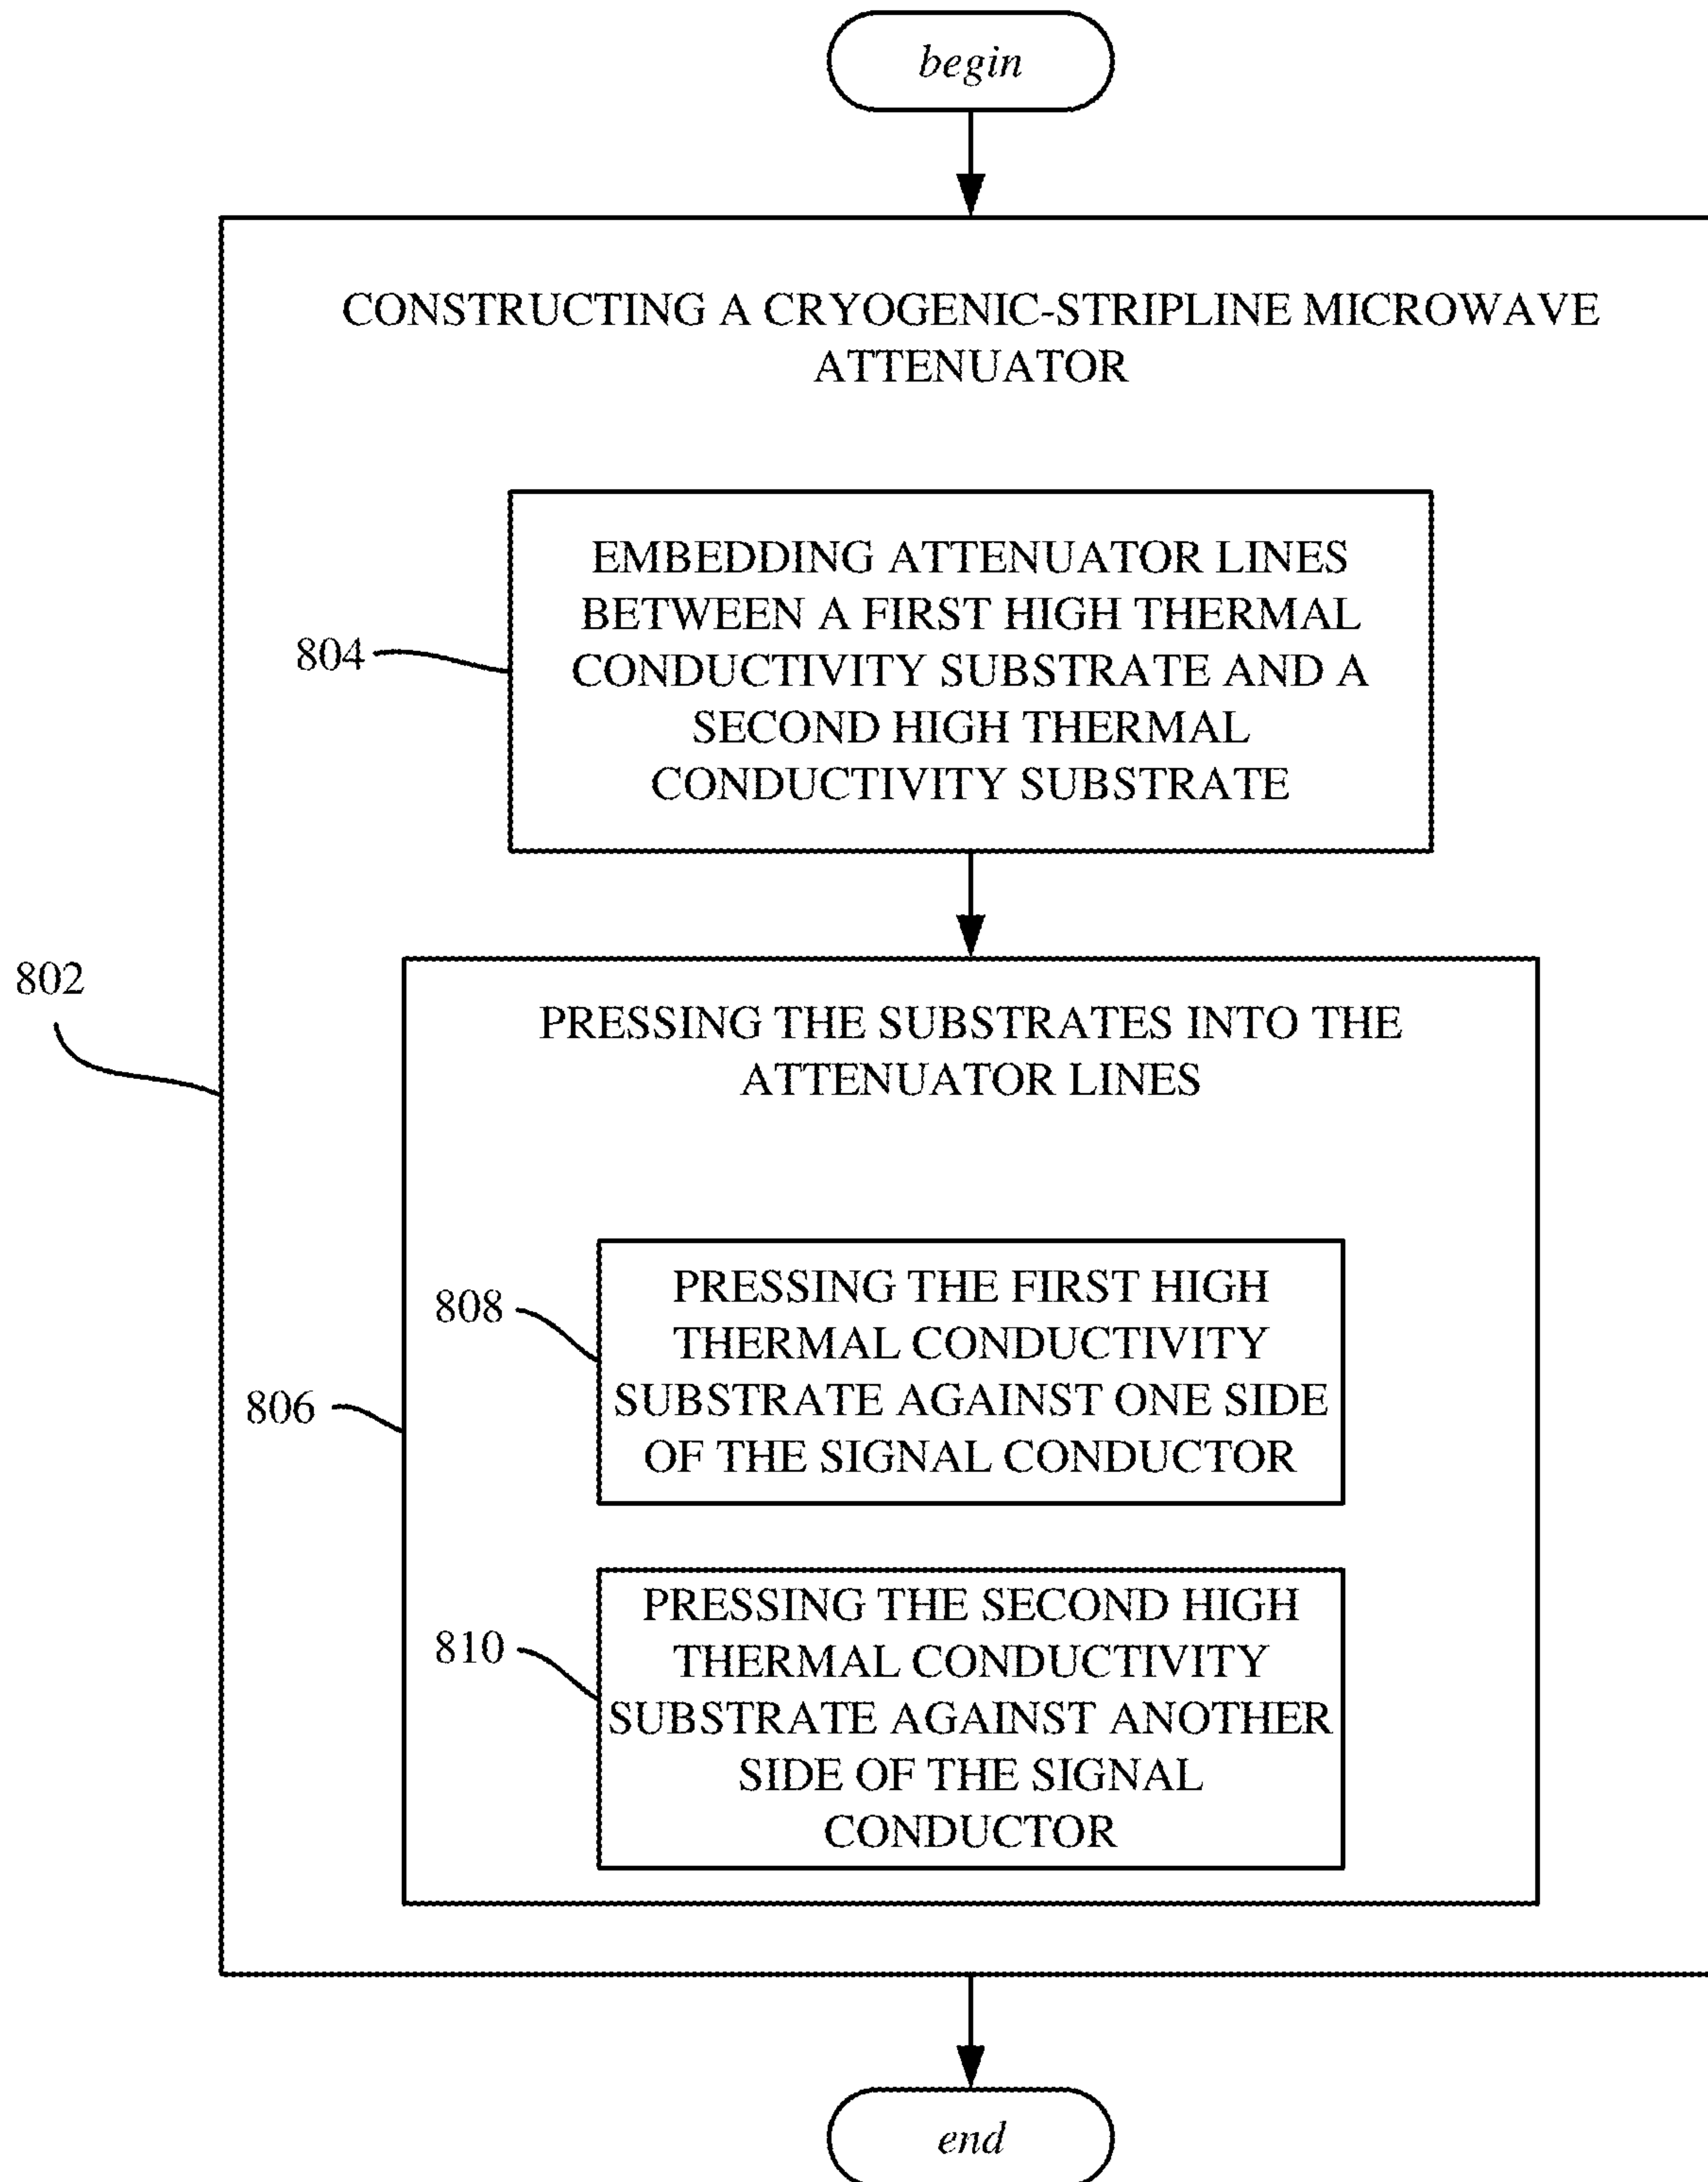 begin
CONSTRUCTING A CRYOGENIC-STRIPLINE MICROWAVE
ATTENUATOR
804
EMBEDDING ATTENUATOR LINES
BETWEEN A FIRST HIGH THERMAL
CONDUCTIVITY SUBSTRATE AND A
SECOND HIGH THERMAL
CONDUCTIVITY SUBSTRATE
802
PRESSING THE SUBSTRATES INTO THE
ATTENUATOR LINES
806
808
PRESSING THE FIRST HIGH
THERMAL CONDUCTIVITY
SUBSTRATE AGAINST ONE SIDE
OF THE SIGNAL CONDUCTOR
810
PRESSING THE SECOND HIGH
THERMAL CONDUCTIVITY
SUBSTRATE AGAINST ANOTHER
SIDE OF THE SIGNAL
CONDUCTOR
end